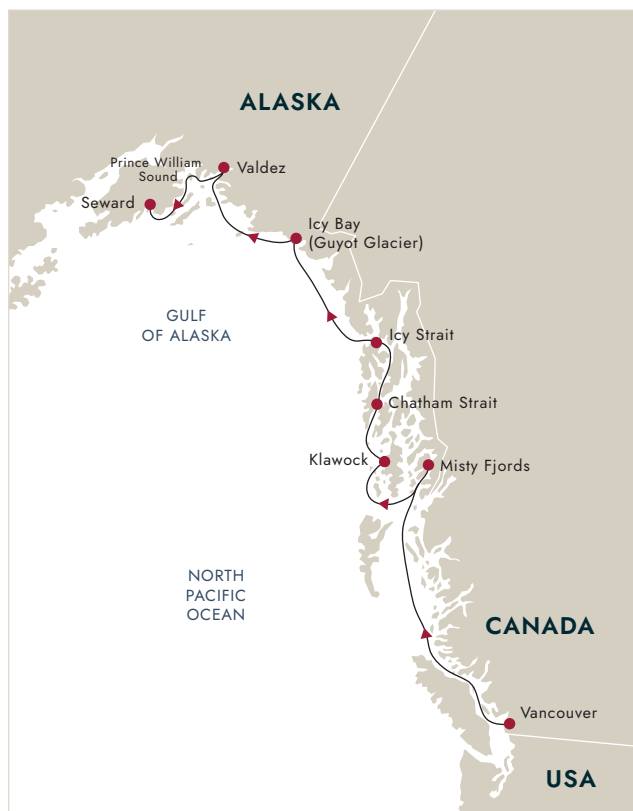 ALASKA
Prince William
Sound
Valdez
Seward
Icy Bay
(Guyot Glacier)
GULF
OF ALASKA
Icy Strait
Chatham Strait
Klawock
Misty Fjords
NORTH
PACIFIC
OCEAN
CANADA
Vancouver
USA